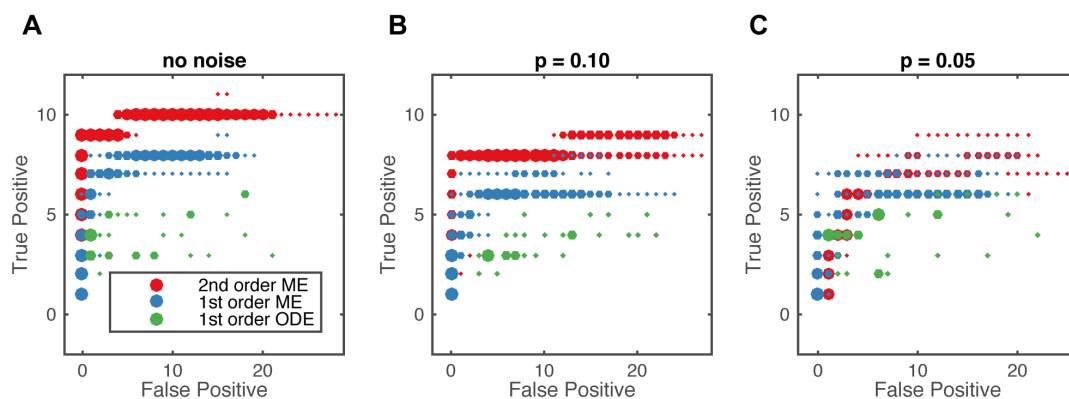 A
B
C
no noise
p = 0.10
p = 0.05
True Positive
10
5
0
2nd order ME
1st order ME
1st order ODE
0
10
20
False Positive
True Positive
10
5
0
0
10
20
False Positive
True Positive
10
5
0
0
10
20
False Positive